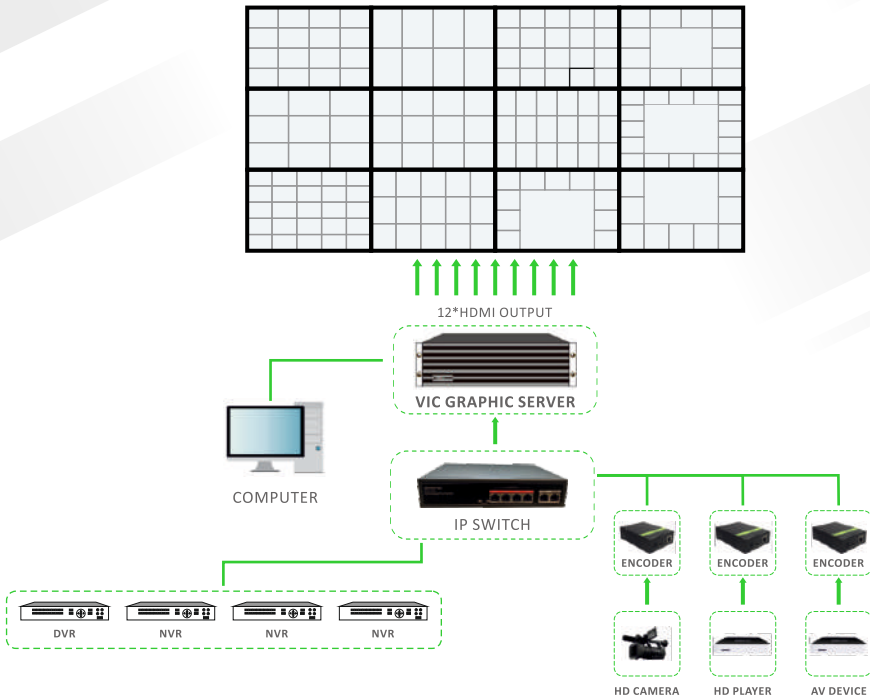 12*HDMI OUTPUT
VIC GRAPHIC SERVER
COMPUTER
IP SWITCH
ENCODER
ENCODER
ENCODER
DVR
NVR
NVR
NVR
HD CAMERA
HD PLAYER
AV DEVICE